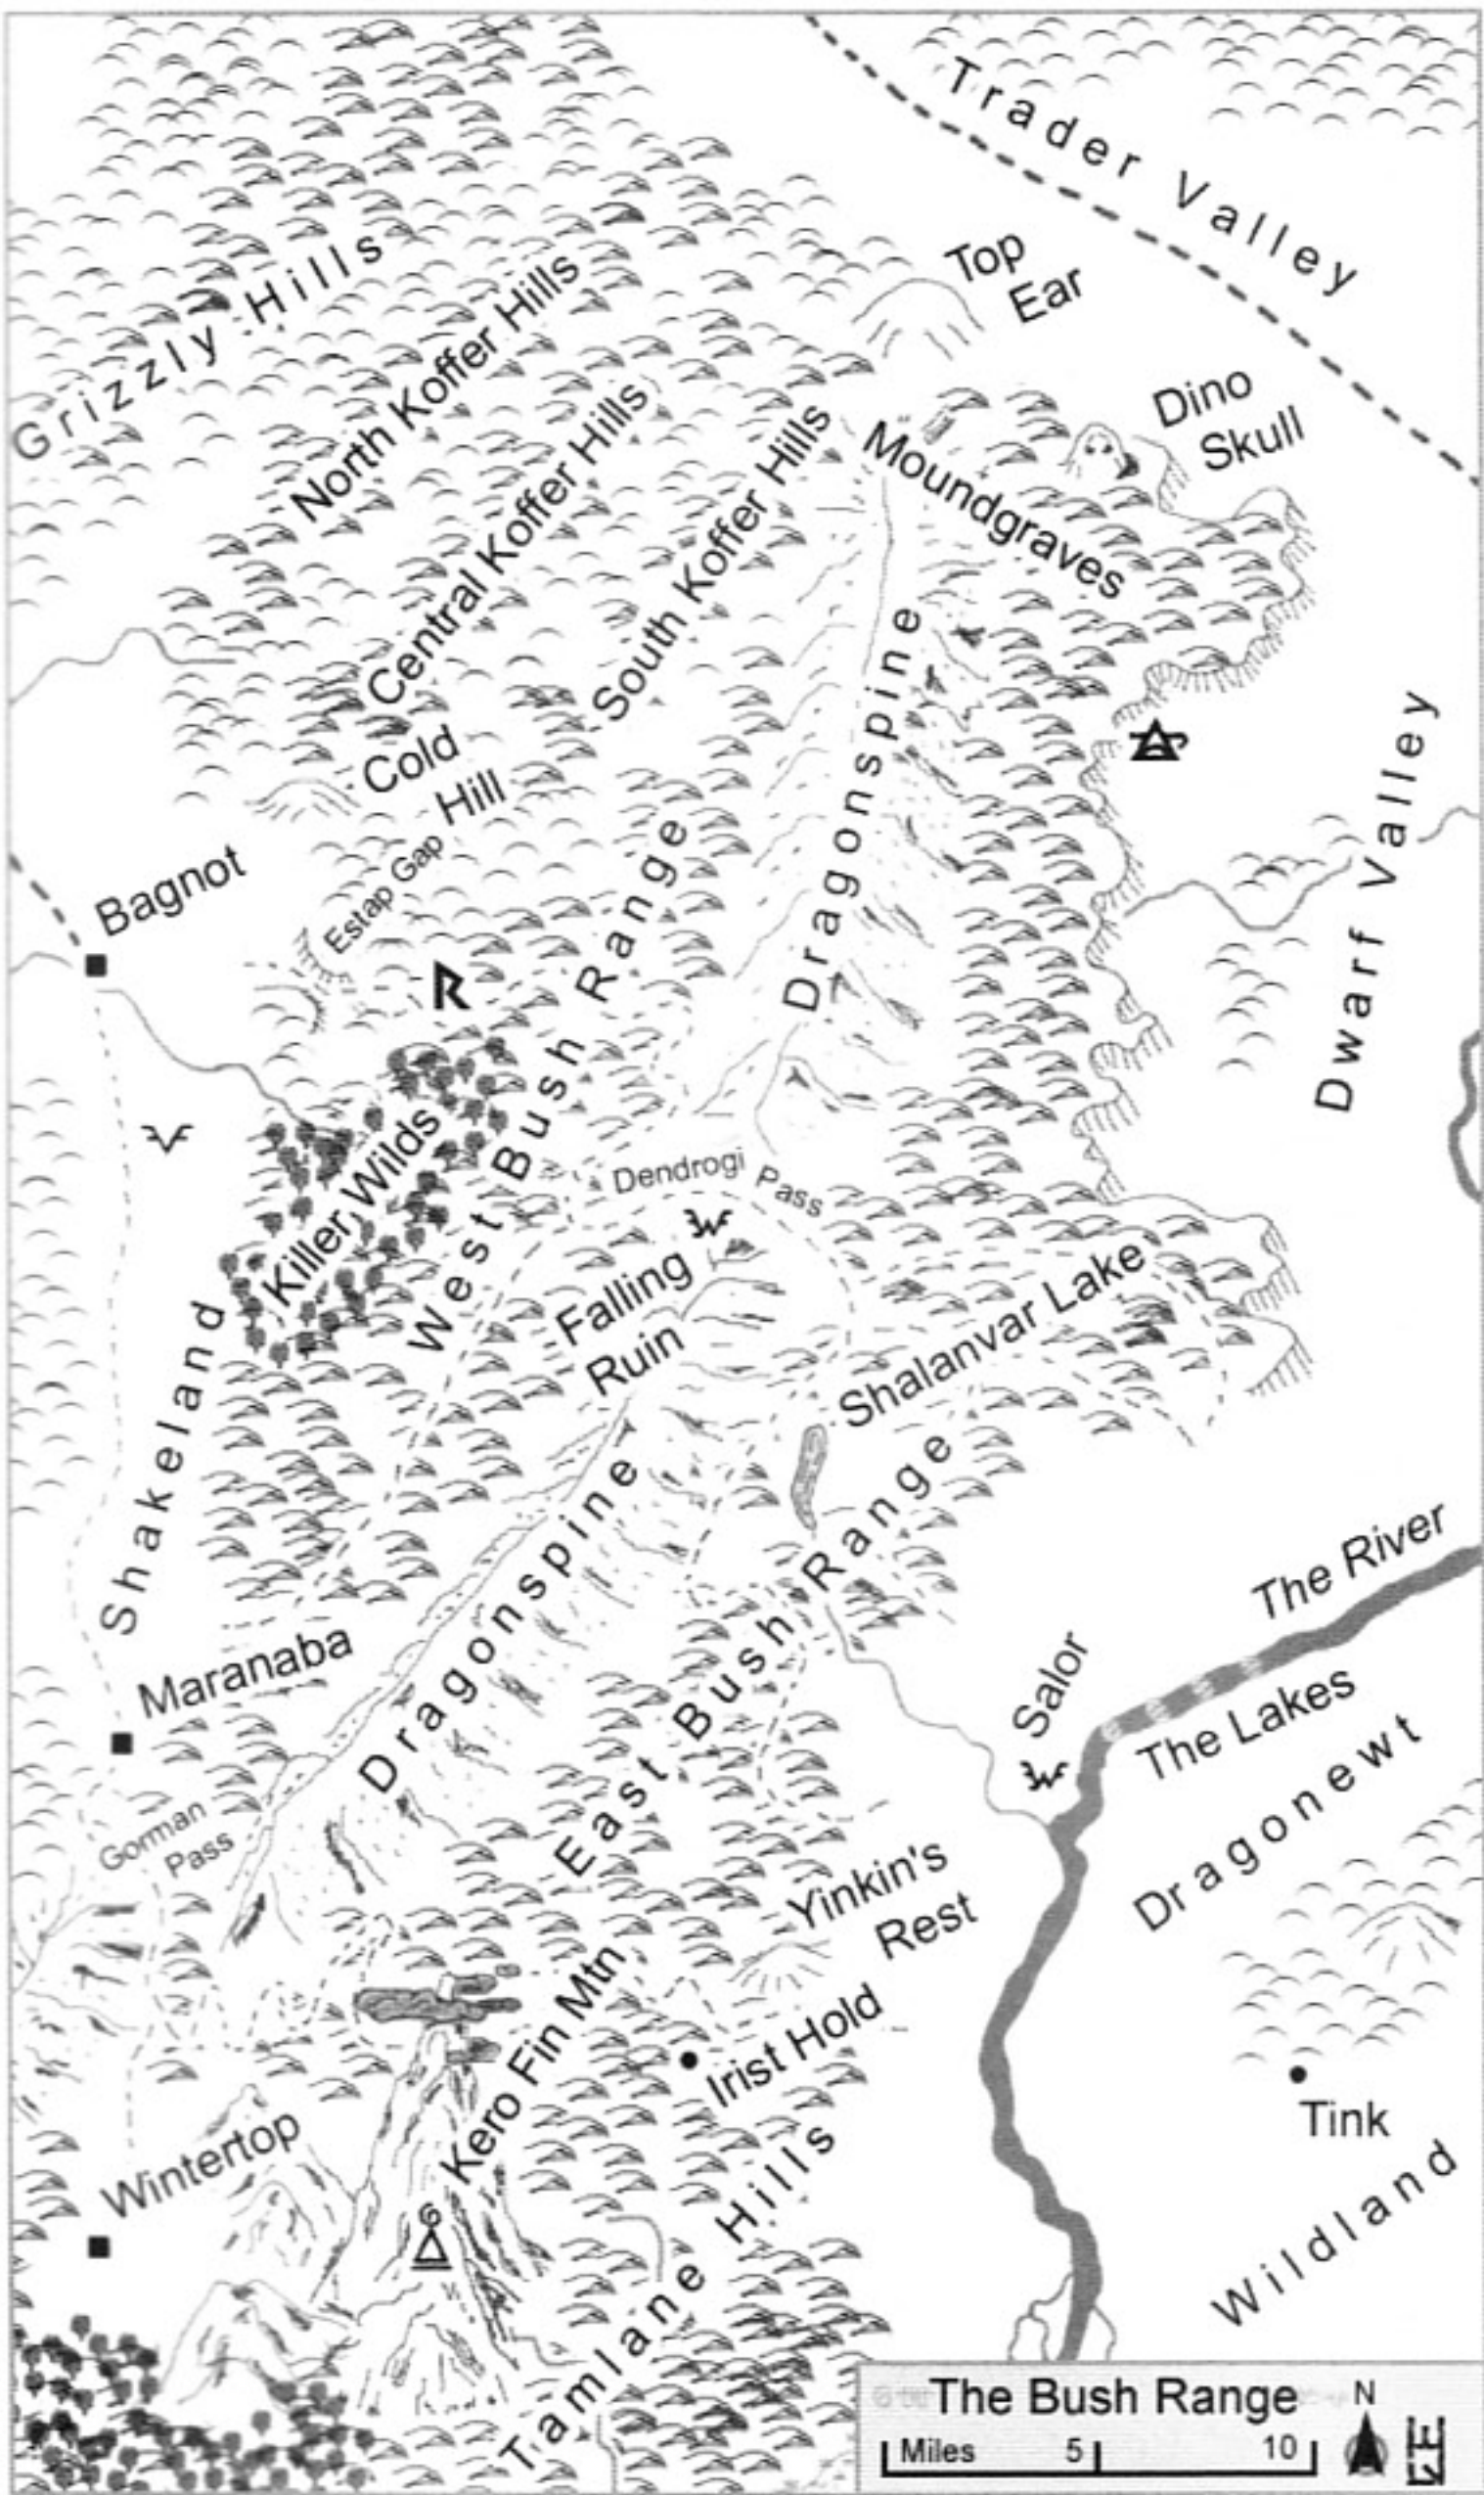 Trader Valley
Grizzly Hills
North Koffer Hills
Top
Ear
Central Koffer Hills
South Koffer Hills
Moundgraves
Dino
Skull
Cold
Hill
Dragonspine
Dwarf Valley
Bagnot
Estap Gap
West Bush Range
Killer Wilds
Dendrogi Pass
Falling
Ruin
Shalanvar Lake
Shakeland
Dragonspine
East Bush Range
Maranaba
The River
Salor
The Lakes
Gorman
Pass
Yinkin's
Rest
Dragonewt
Kero Fin Mtn
Irist Hold
Tink
Wintertop
Tamlane Hills
Wildland
The Bush Range
Miles 5 10
N